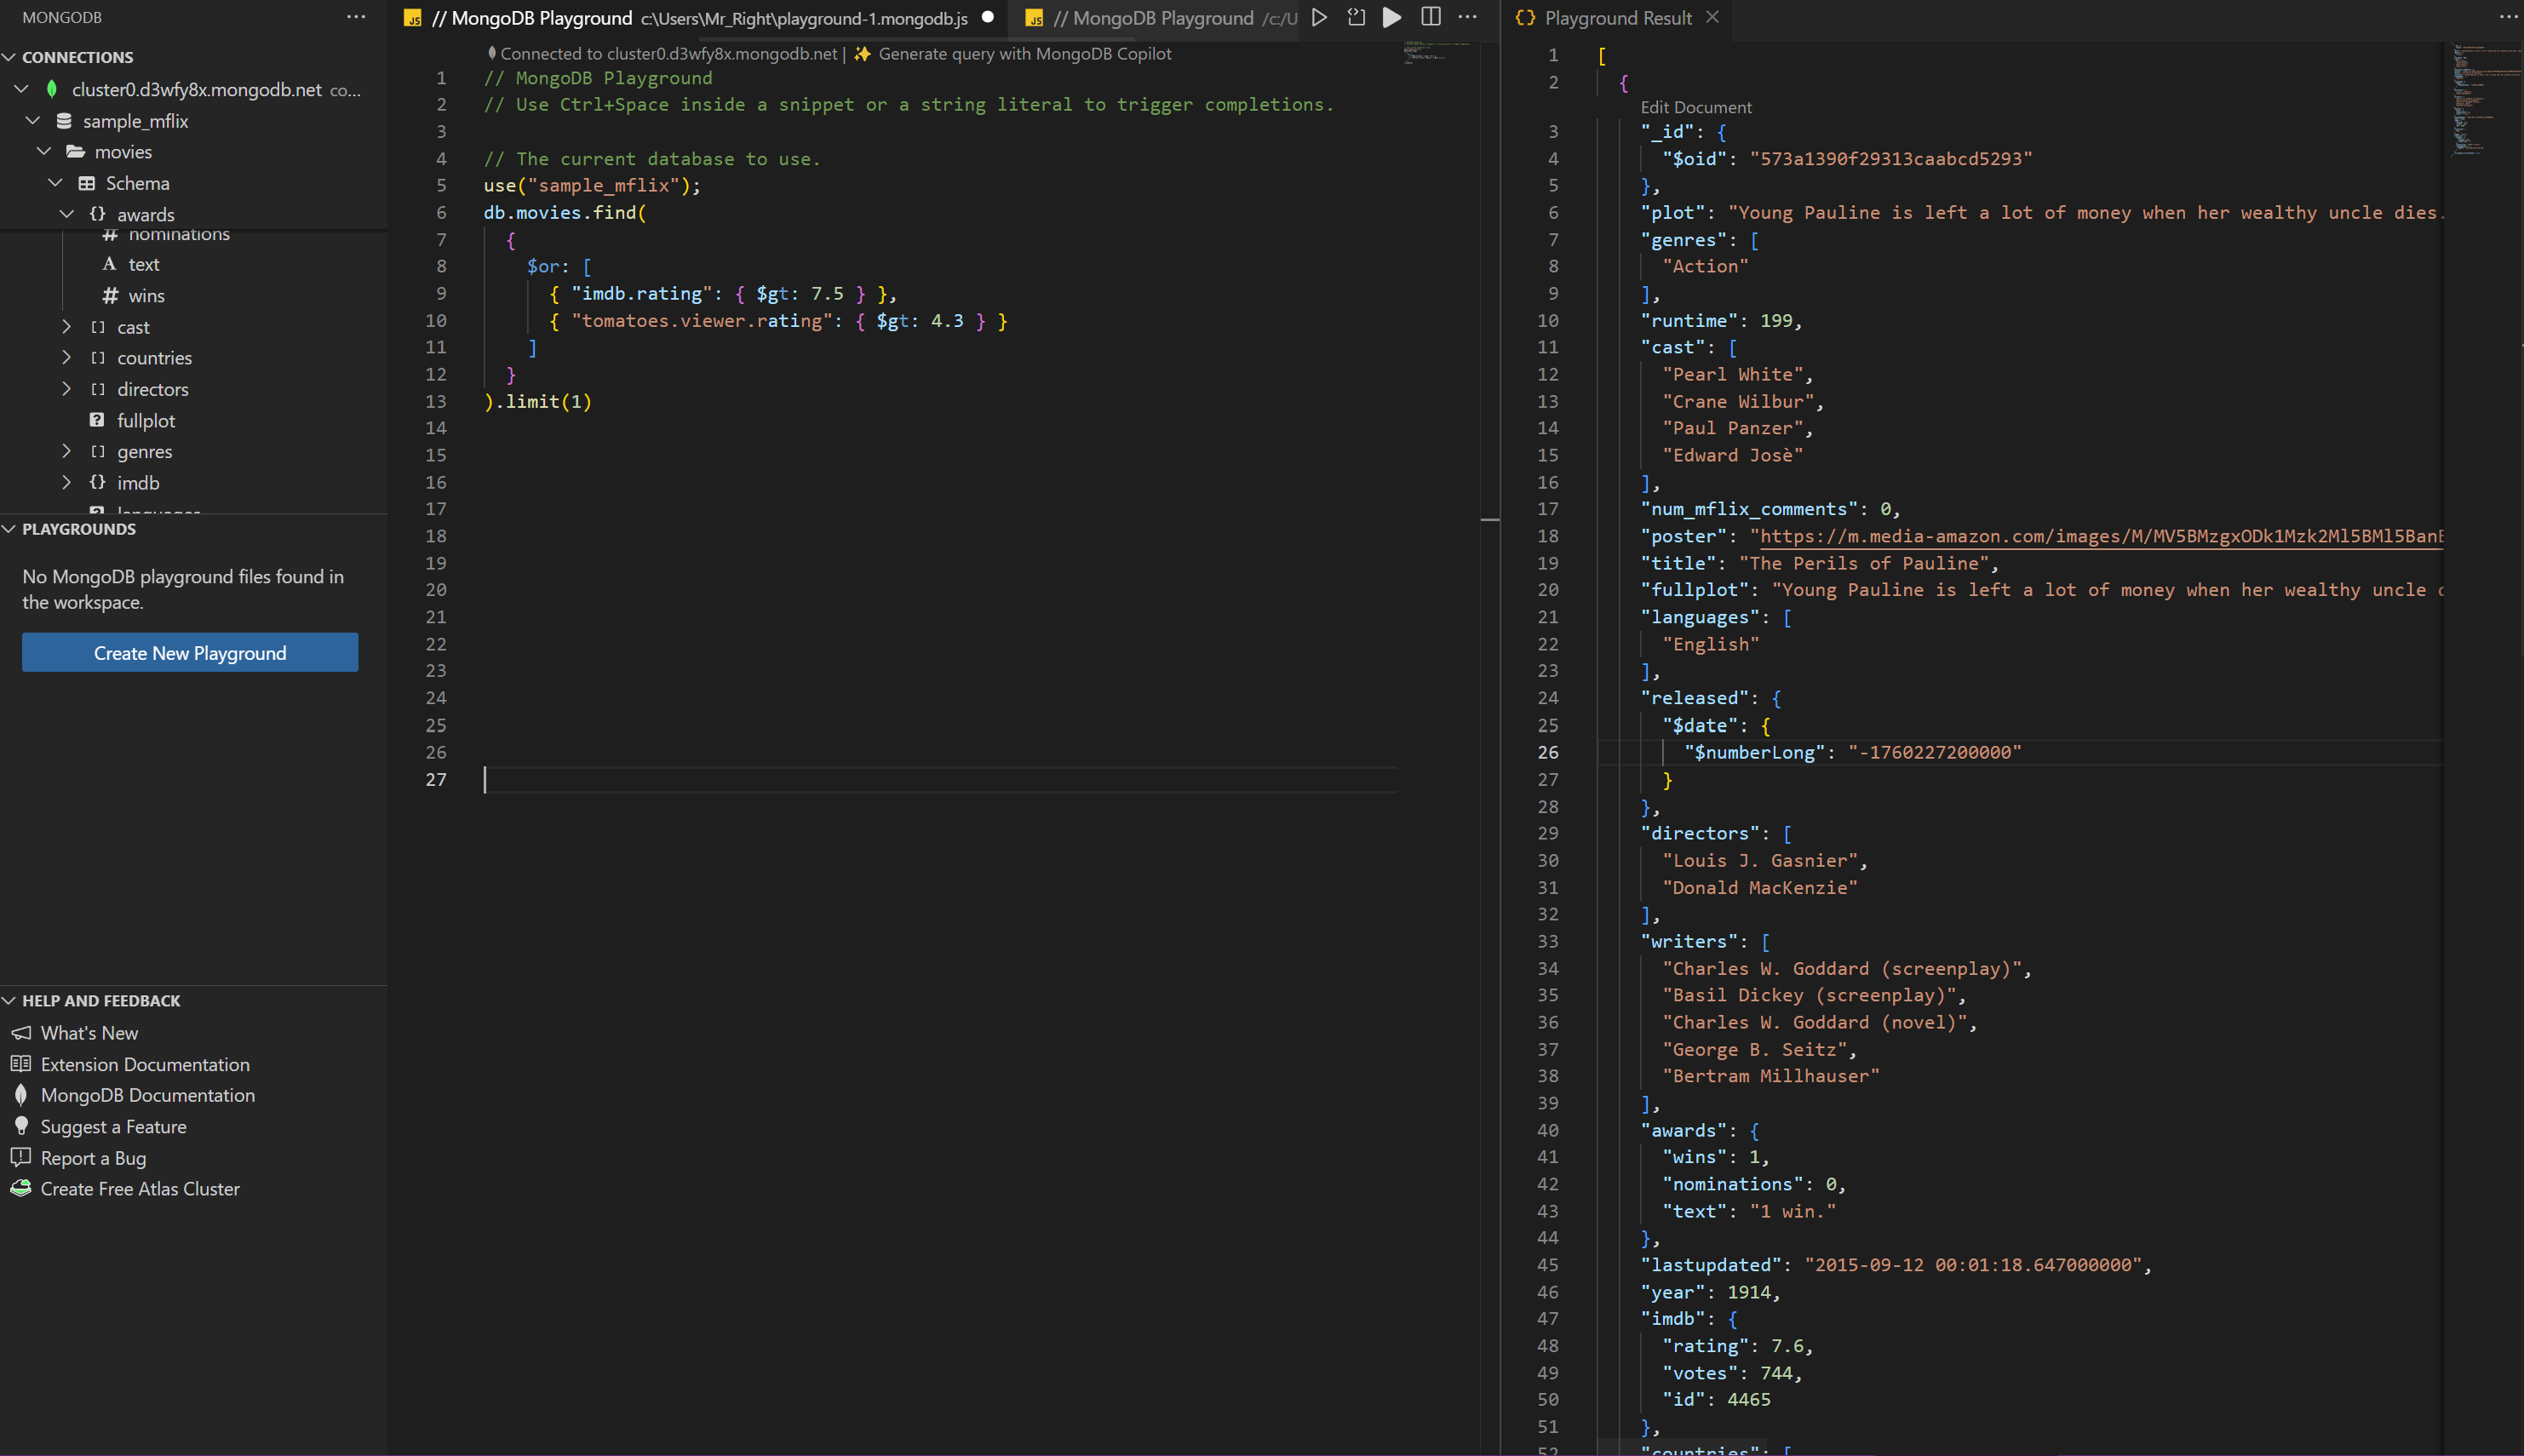 MONGODB
CONNECTIONS
cluster0.d3wfy8x.mongodb.net co...
sample_mflix
movies
Schema
awards
nominations
text
wins
cast
countries
directors
fullplot
genres
imdb
languages
PLAYGROUNDS
No MongoDB playground files found in
the workspace.
Create New Playground
HELP AND FEEDBACK
What's New
Extension Documentation
MongoDB Documentation
Suggest a Feature
Report a Bug
Create Free Atlas Cluster
// MongoDB Playground c:\Users\Mr_Right\playground-1.mongodb.js
// MongoDB Playground /c:/U
Connected to cluster0.d3wfy8x.mongodb.net | Generate query with MongoDB Copilot
1 // MongoDB Playground
2 // Use Ctrl+Space inside a snippet or a string literal to trigger completions.
3
4 // The current database to use.
5 use("sample_mflix");
6 db.movies.find(
7 {
8 $or: [
9 { "imdb.rating": { $gt: 7.5 } },
10 { "tomatoes.viewer.rating": { $gt: 4.3 } }
11 ]
12 }
13 ).limit(1)
14
15
16
17
18
19
20
21
22
23
24
25
26
27
Playground Result
1 [
2 {
Edit Document
3 "_id": {
4 "$oid": "573a1390f29313caabcd5293"
5 },
6 "plot": "Young Pauline is left a lot of money when her wealthy uncle dies.
7 "genres": [
8 "Action"
9 ],
10 "runtime": 199,
11 "cast": [
12 "Pearl White",
13 "Crane Wilbur",
14 "Paul Panzer",
15 "Edward Josè"
16 ],
17 "num_mflix_comments": 0,
18 "poster": "https://m.media-amazon.com/images/M/MV5BMzgxODk1Mzk2Ml5BMl5Ban
19 "title": "The Perils of Pauline",
20 "fullplot": "Young Pauline is left a lot of money when her wealthy uncle
21 "languages": [
22 "English"
23 ],
24 "released": {
25 "$date": {
26 "$numberLong": "-1760227200000"
27 }
28 },
29 "directors": [
30 "Louis J. Gasnier",
31 "Donald MacKenzie"
32 ],
33 "writers": [
34 "Charles W. Goddard (screenplay)",
35 "Basil Dickey (screenplay)",
36 "Charles W. Goddard (novel)",
37 "George B. Seitz",
38 "Bertram Millhauser"
39 ],
40 "awards": {
41 "wins": 1,
42 "nominations": 0,
43 "text": "1 win."
44 },
45 "lastupdated": "2015-09-12 00:01:18.647000000",
46 "year": 1914,
47 "imdb": {
48 "rating": 7.6,
49 "votes": 744,
50 "id": 4465
51 },
52 "countries": [